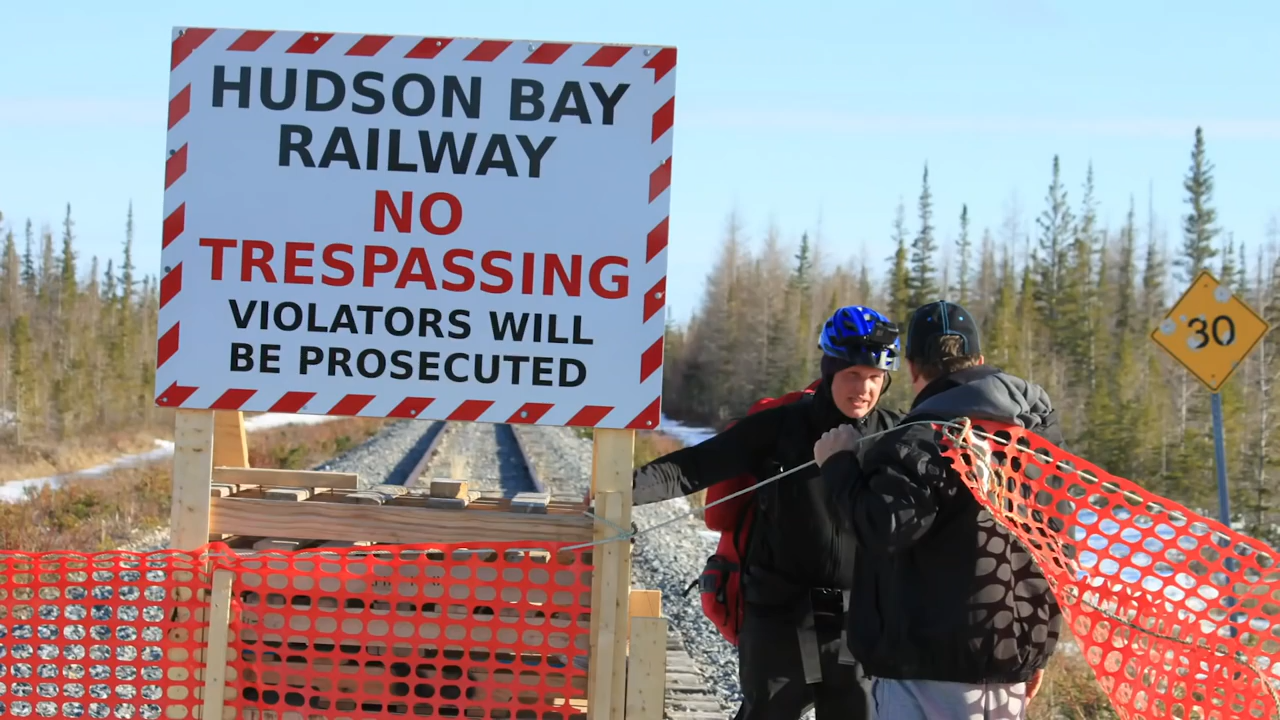 HUDSON BAY
RAILWAY
NO
TRESPASSING
VIOLATORS WILL
BE PROSECUTED
30